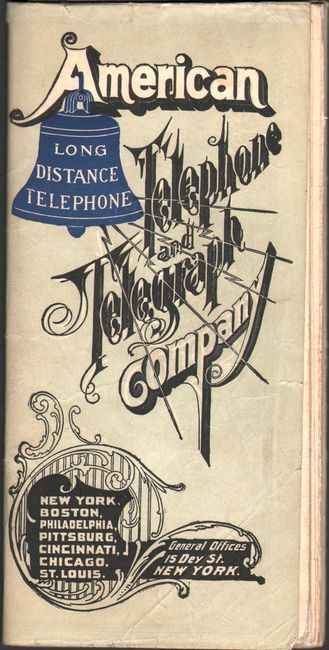 American
LONG
DISTANCE
TELEPHONE
Telephone
and
Telegraph
Company
NEW YORK,
BOSTON,
PHILADELPHIA,
PITTSBURG,
CINCINNATI,
CHICAGO,
ST. LOUIS.
General Offices
15 Dey St.
NEW YORK.